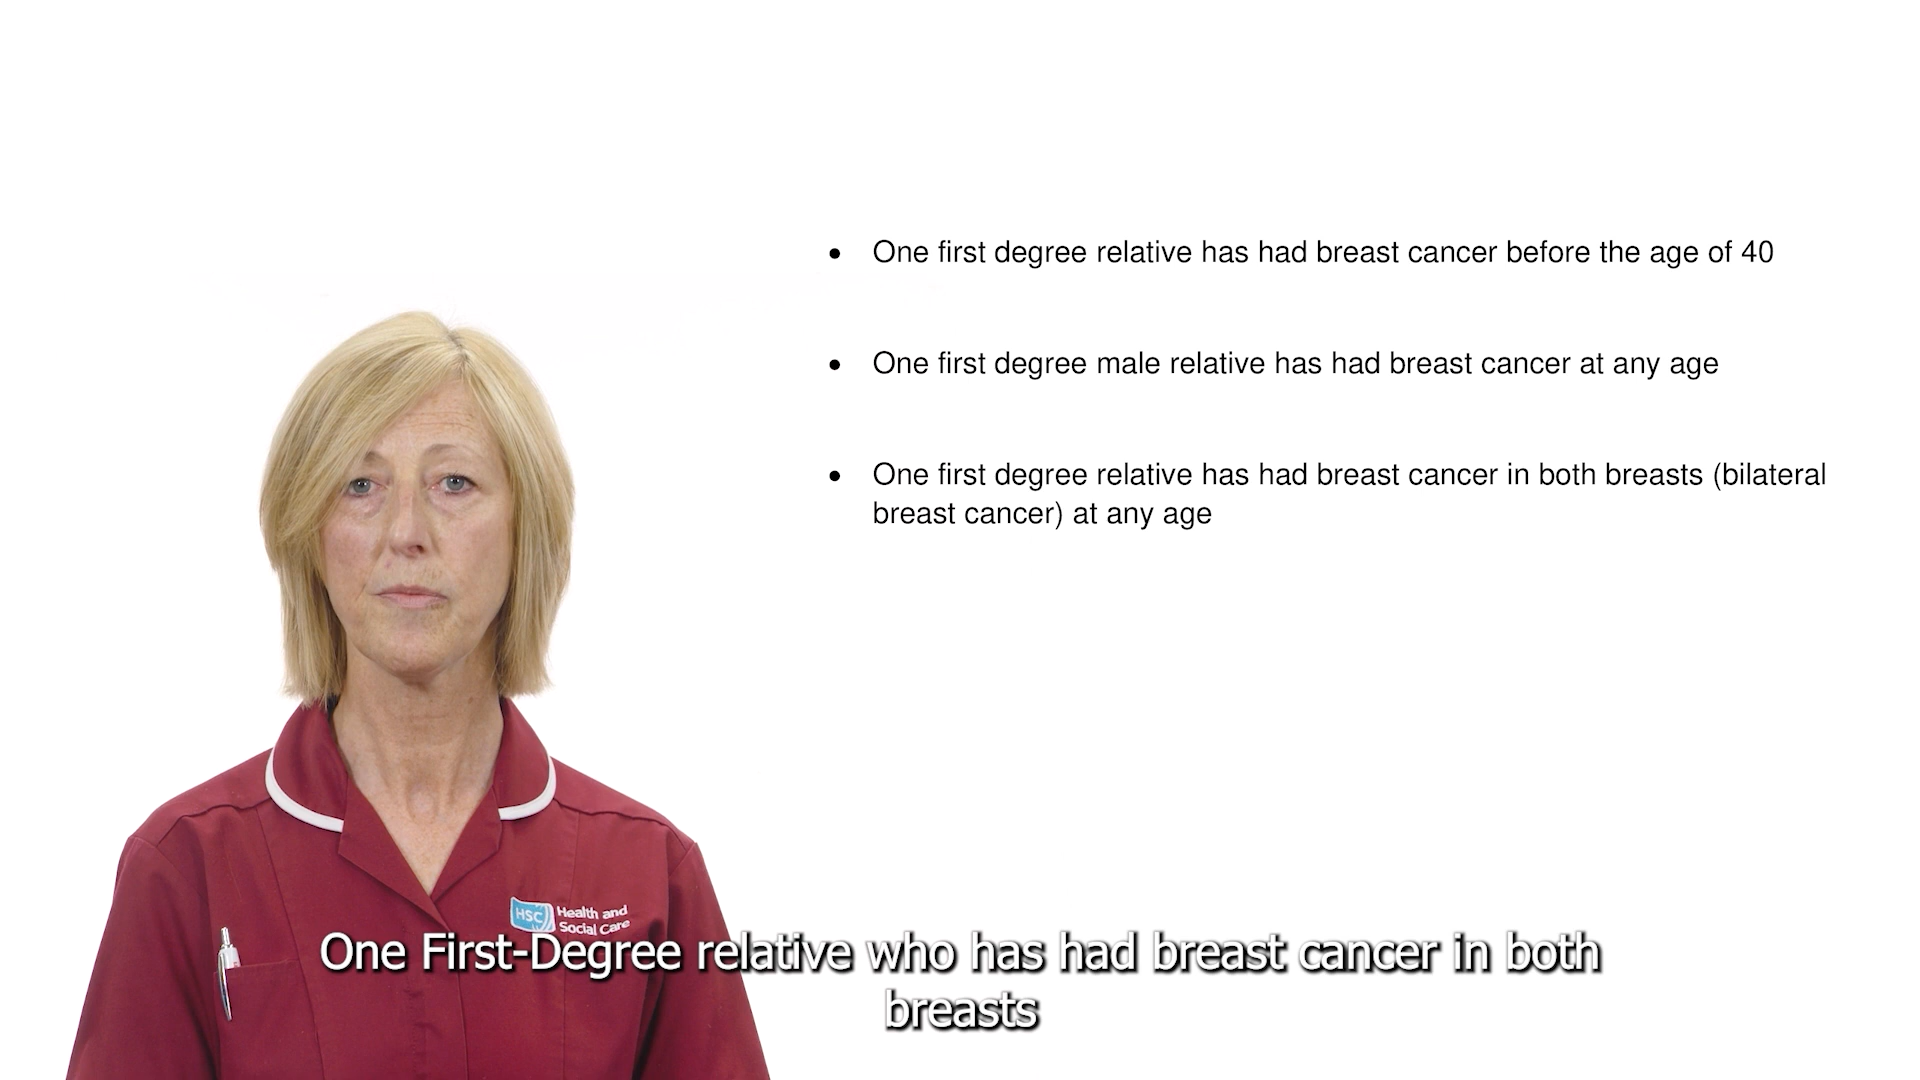 • One first degree relative has had breast cancer before the age of 40
• One first degree male relative has had breast cancer at any age
• One first degree relative has had breast cancer in both breasts (bilateral
breast cancer) at any age
HSC Health and
Social Care
One First-Degree relative who has had breast cancer in both
breasts